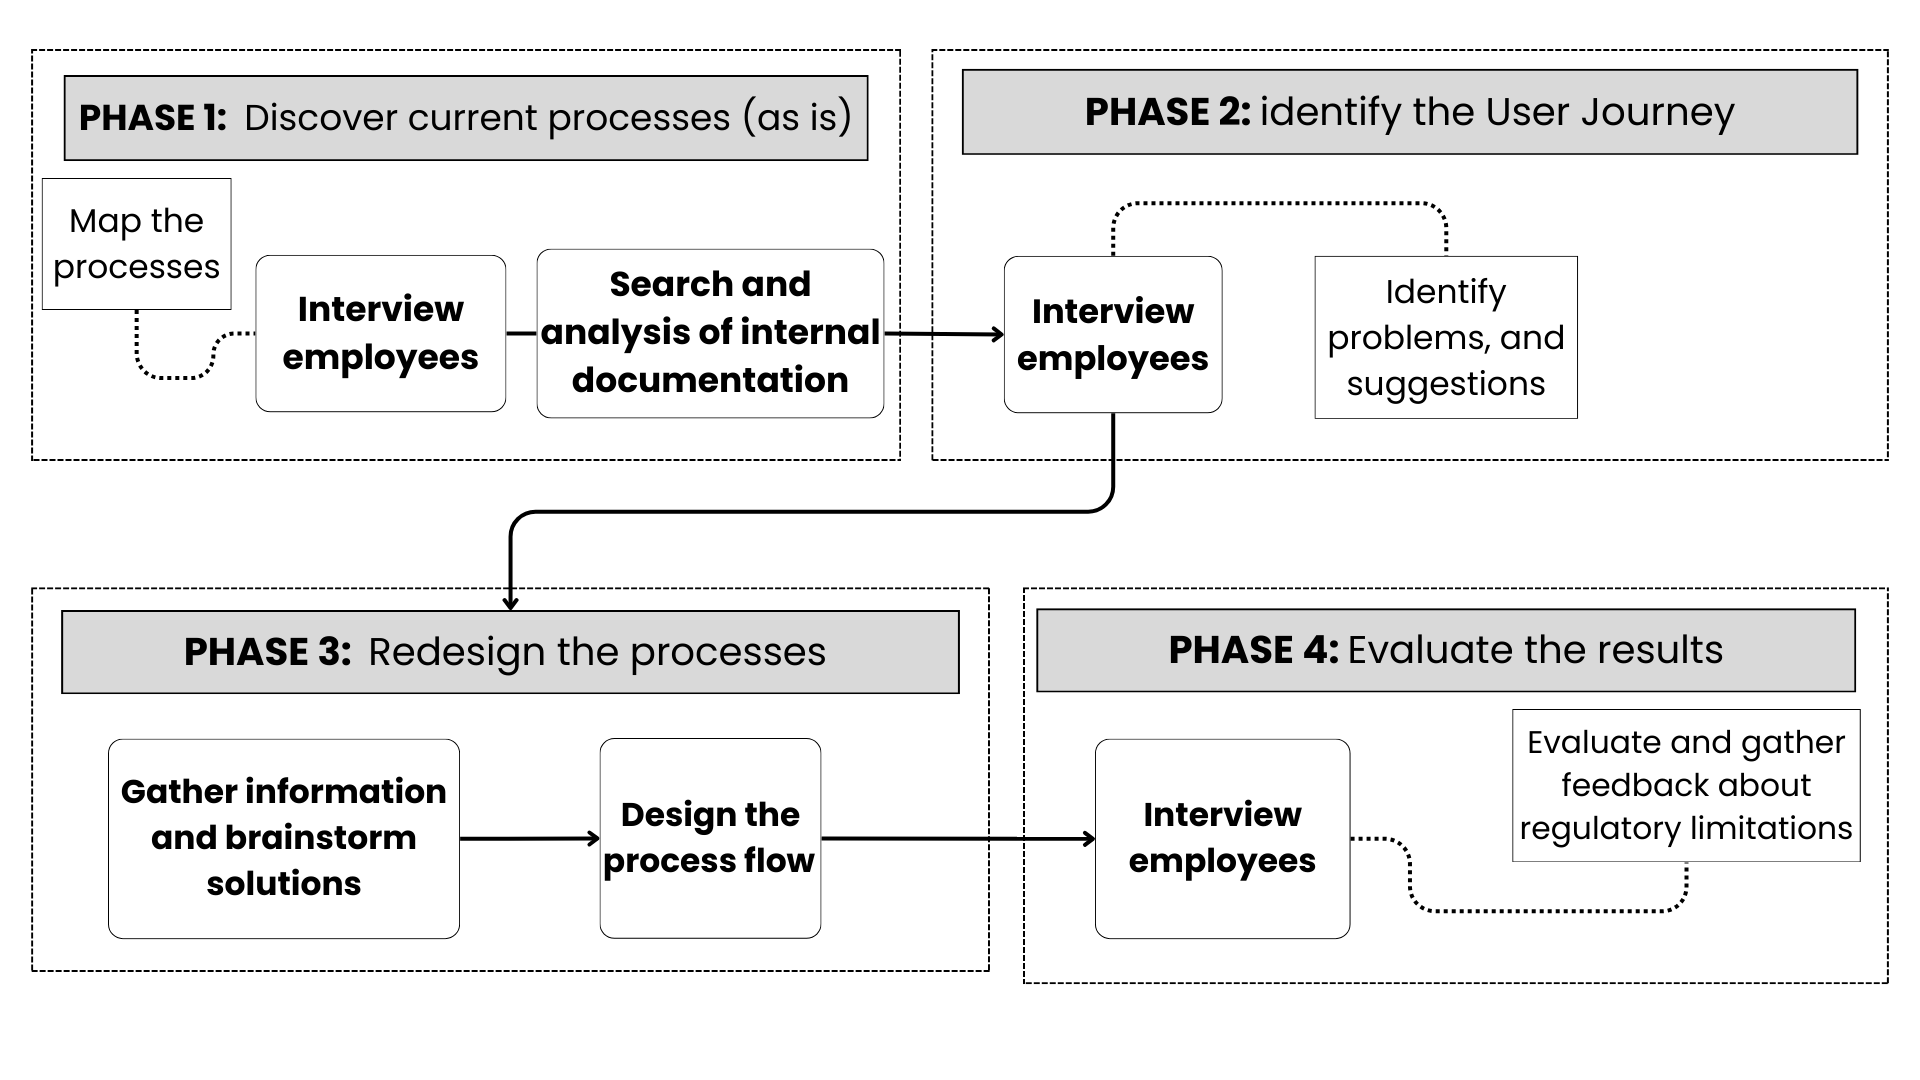 PHASE 1: Discover current processes (as is)
Map the
processes
Interview
employees
Search and
analysis of internal
documentation
PHASE 2: identify the User Journey
Interview
employees
Identify
problems, and
suggestions
PHASE 3: Redesign the processes
Gather information
and brainstorm
solutions
Design the
process flow
PHASE 4: Evaluate the results
Interview
employees
Evaluate and gather
feedback about
regulatory limitations